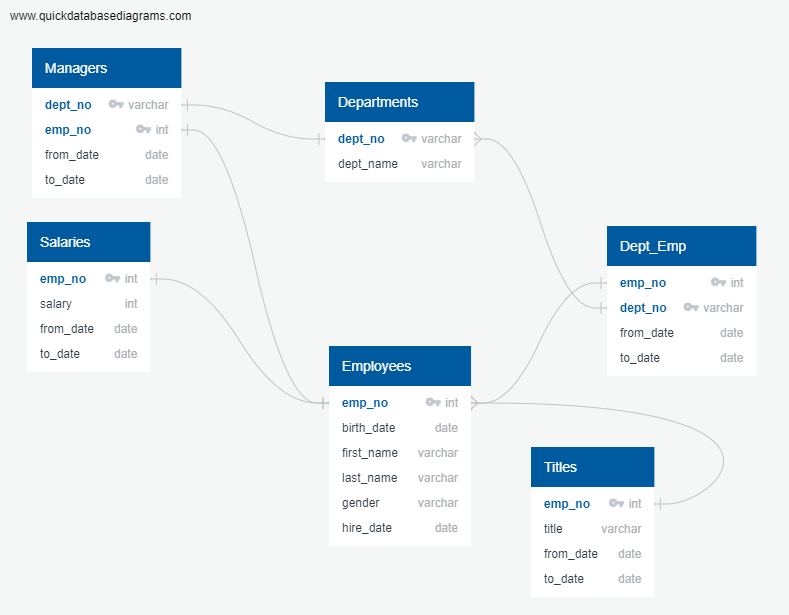 www.quickdatabasediagrams.com
Managers
dept_no varchar
emp_no int
from_date date
to_date date
Departments
dept_no varchar
dept_name varchar
Salaries
emp_no int
salary int
from_date date
to_date date
Dept_Emp
emp_no int
dept_no varchar
from_date date
to_date date
Employees
emp_no int
birth_date date
first_name varchar
last_name varchar
gender varchar
hire_date date
Titles
emp_no int
title varchar
from_date date
to_date date